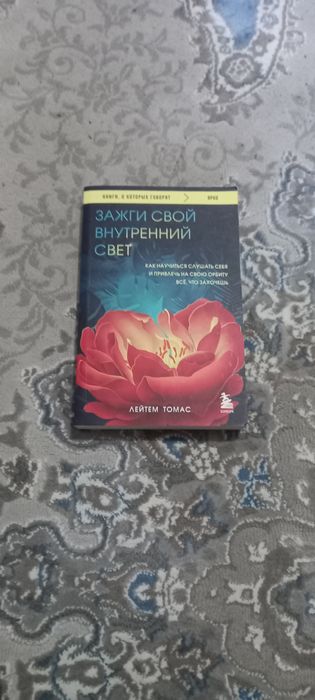 КНИГИ, О КОТОРЫХ ГОВОРЯТ
ЗАЖГИ СВОЙ
ВНУТРЕННИЙ
СВЕТ
КАК НАУЧИТЬСЯ СЛУШАТЬ СЕБЯ
И ПРИВЛЕЧЬ НА СВОЮ ОРБИТУ
ВСЁ, ЧТО ЗАХОЧЕШЬ
ЛЕЙТЕМ ТОМАС